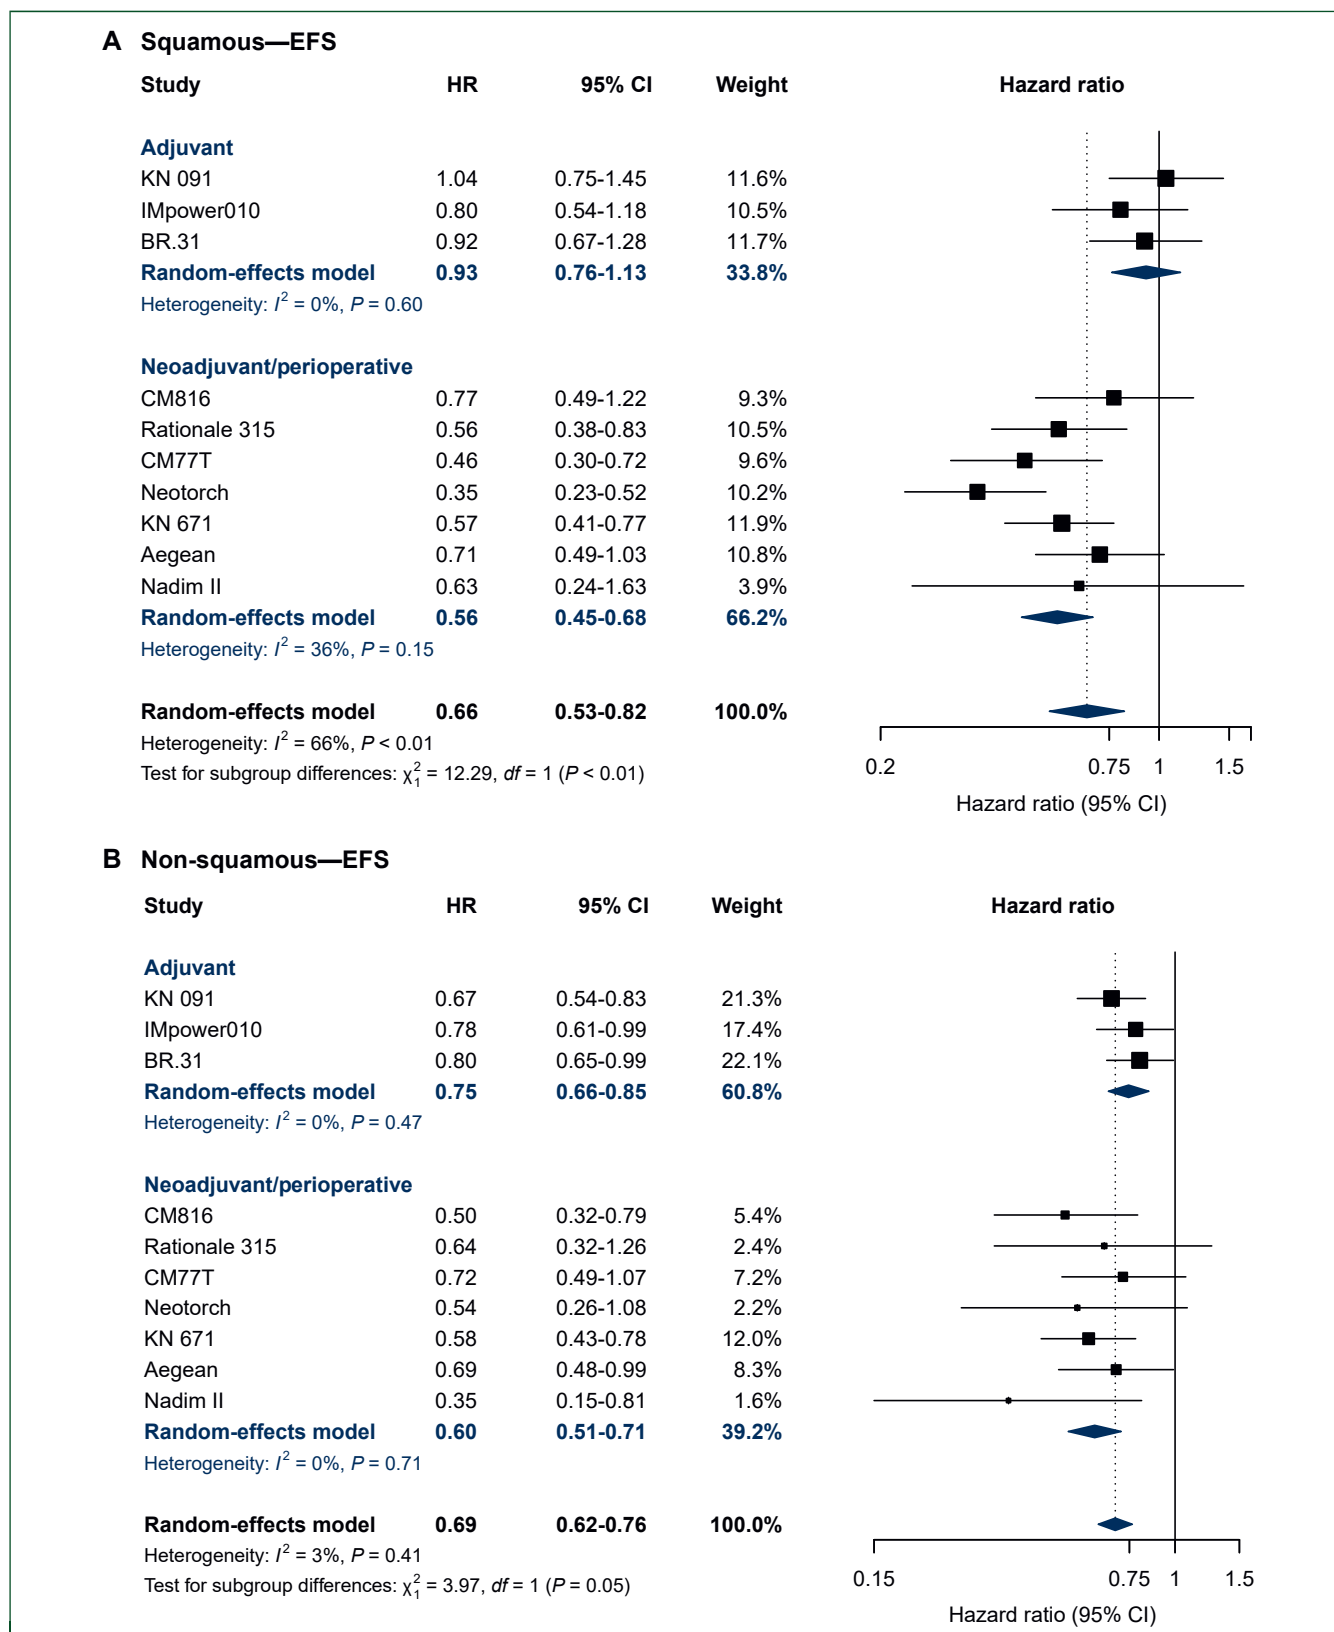 A Squamous—EFS
Study HR 95% CI Weight Hazard ratio
Adjuvant
KN 091 1.04 0.75-1.45 11.6%
IMpower010 0.80 0.54-1.18 10.5%
BR.31 0.92 0.67-1.28 11.7%
Random-effects model 0.93 0.76-1.13 33.8%
Heterogeneity: I² = 0%, P = 0.60
Neoadjuvant/perioperative
CM816 0.77 0.49-1.22 9.3%
Rationale 315 0.56 0.38-0.83 10.5%
CM77T 0.46 0.30-0.72 9.6%
Neotorch 0.35 0.23-0.52 10.2%
KN 671 0.57 0.41-0.77 11.9%
Aegean 0.71 0.49-1.03 10.8%
Nadim II 0.63 0.24-1.63 3.9%
Random-effects model 0.56 0.45-0.68 66.2%
Heterogeneity: I² = 36%, P = 0.15
Random-effects model 0.66 0.53-0.82 100.0%
Heterogeneity: I² = 66%, P < 0.01
Test for subgroup differences: χ²₁ = 12.29, df = 1 (P < 0.01)
0.2 0.75 1 1.5
Hazard ratio (95% CI)
B Non-squamous—EFS
Study HR 95% CI Weight Hazard ratio
Adjuvant
KN 091 0.67 0.54-0.83 21.3%
IMpower010 0.78 0.61-0.99 17.4%
BR.31 0.80 0.65-0.99 22.1%
Random-effects model 0.75 0.66-0.85 60.8%
Heterogeneity: I² = 0%, P = 0.47
Neoadjuvant/perioperative
CM816 0.50 0.32-0.79 5.4%
Rationale 315 0.64 0.32-1.26 2.4%
CM77T 0.72 0.49-1.07 7.2%
Neotorch 0.54 0.26-1.08 2.2%
KN 671 0.58 0.43-0.78 12.0%
Aegean 0.69 0.48-0.99 8.3%
Nadim II 0.35 0.15-0.81 1.6%
Random-effects model 0.60 0.51-0.71 39.2%
Heterogeneity: I² = 0%, P = 0.71
Random-effects model 0.69 0.62-0.76 100.0%
Heterogeneity: I² = 3%, P = 0.41
Test for subgroup differences: χ²₁ = 3.97, df = 1 (P = 0.05)
0.15 0.75 1 1.5
Hazard ratio (95% CI)